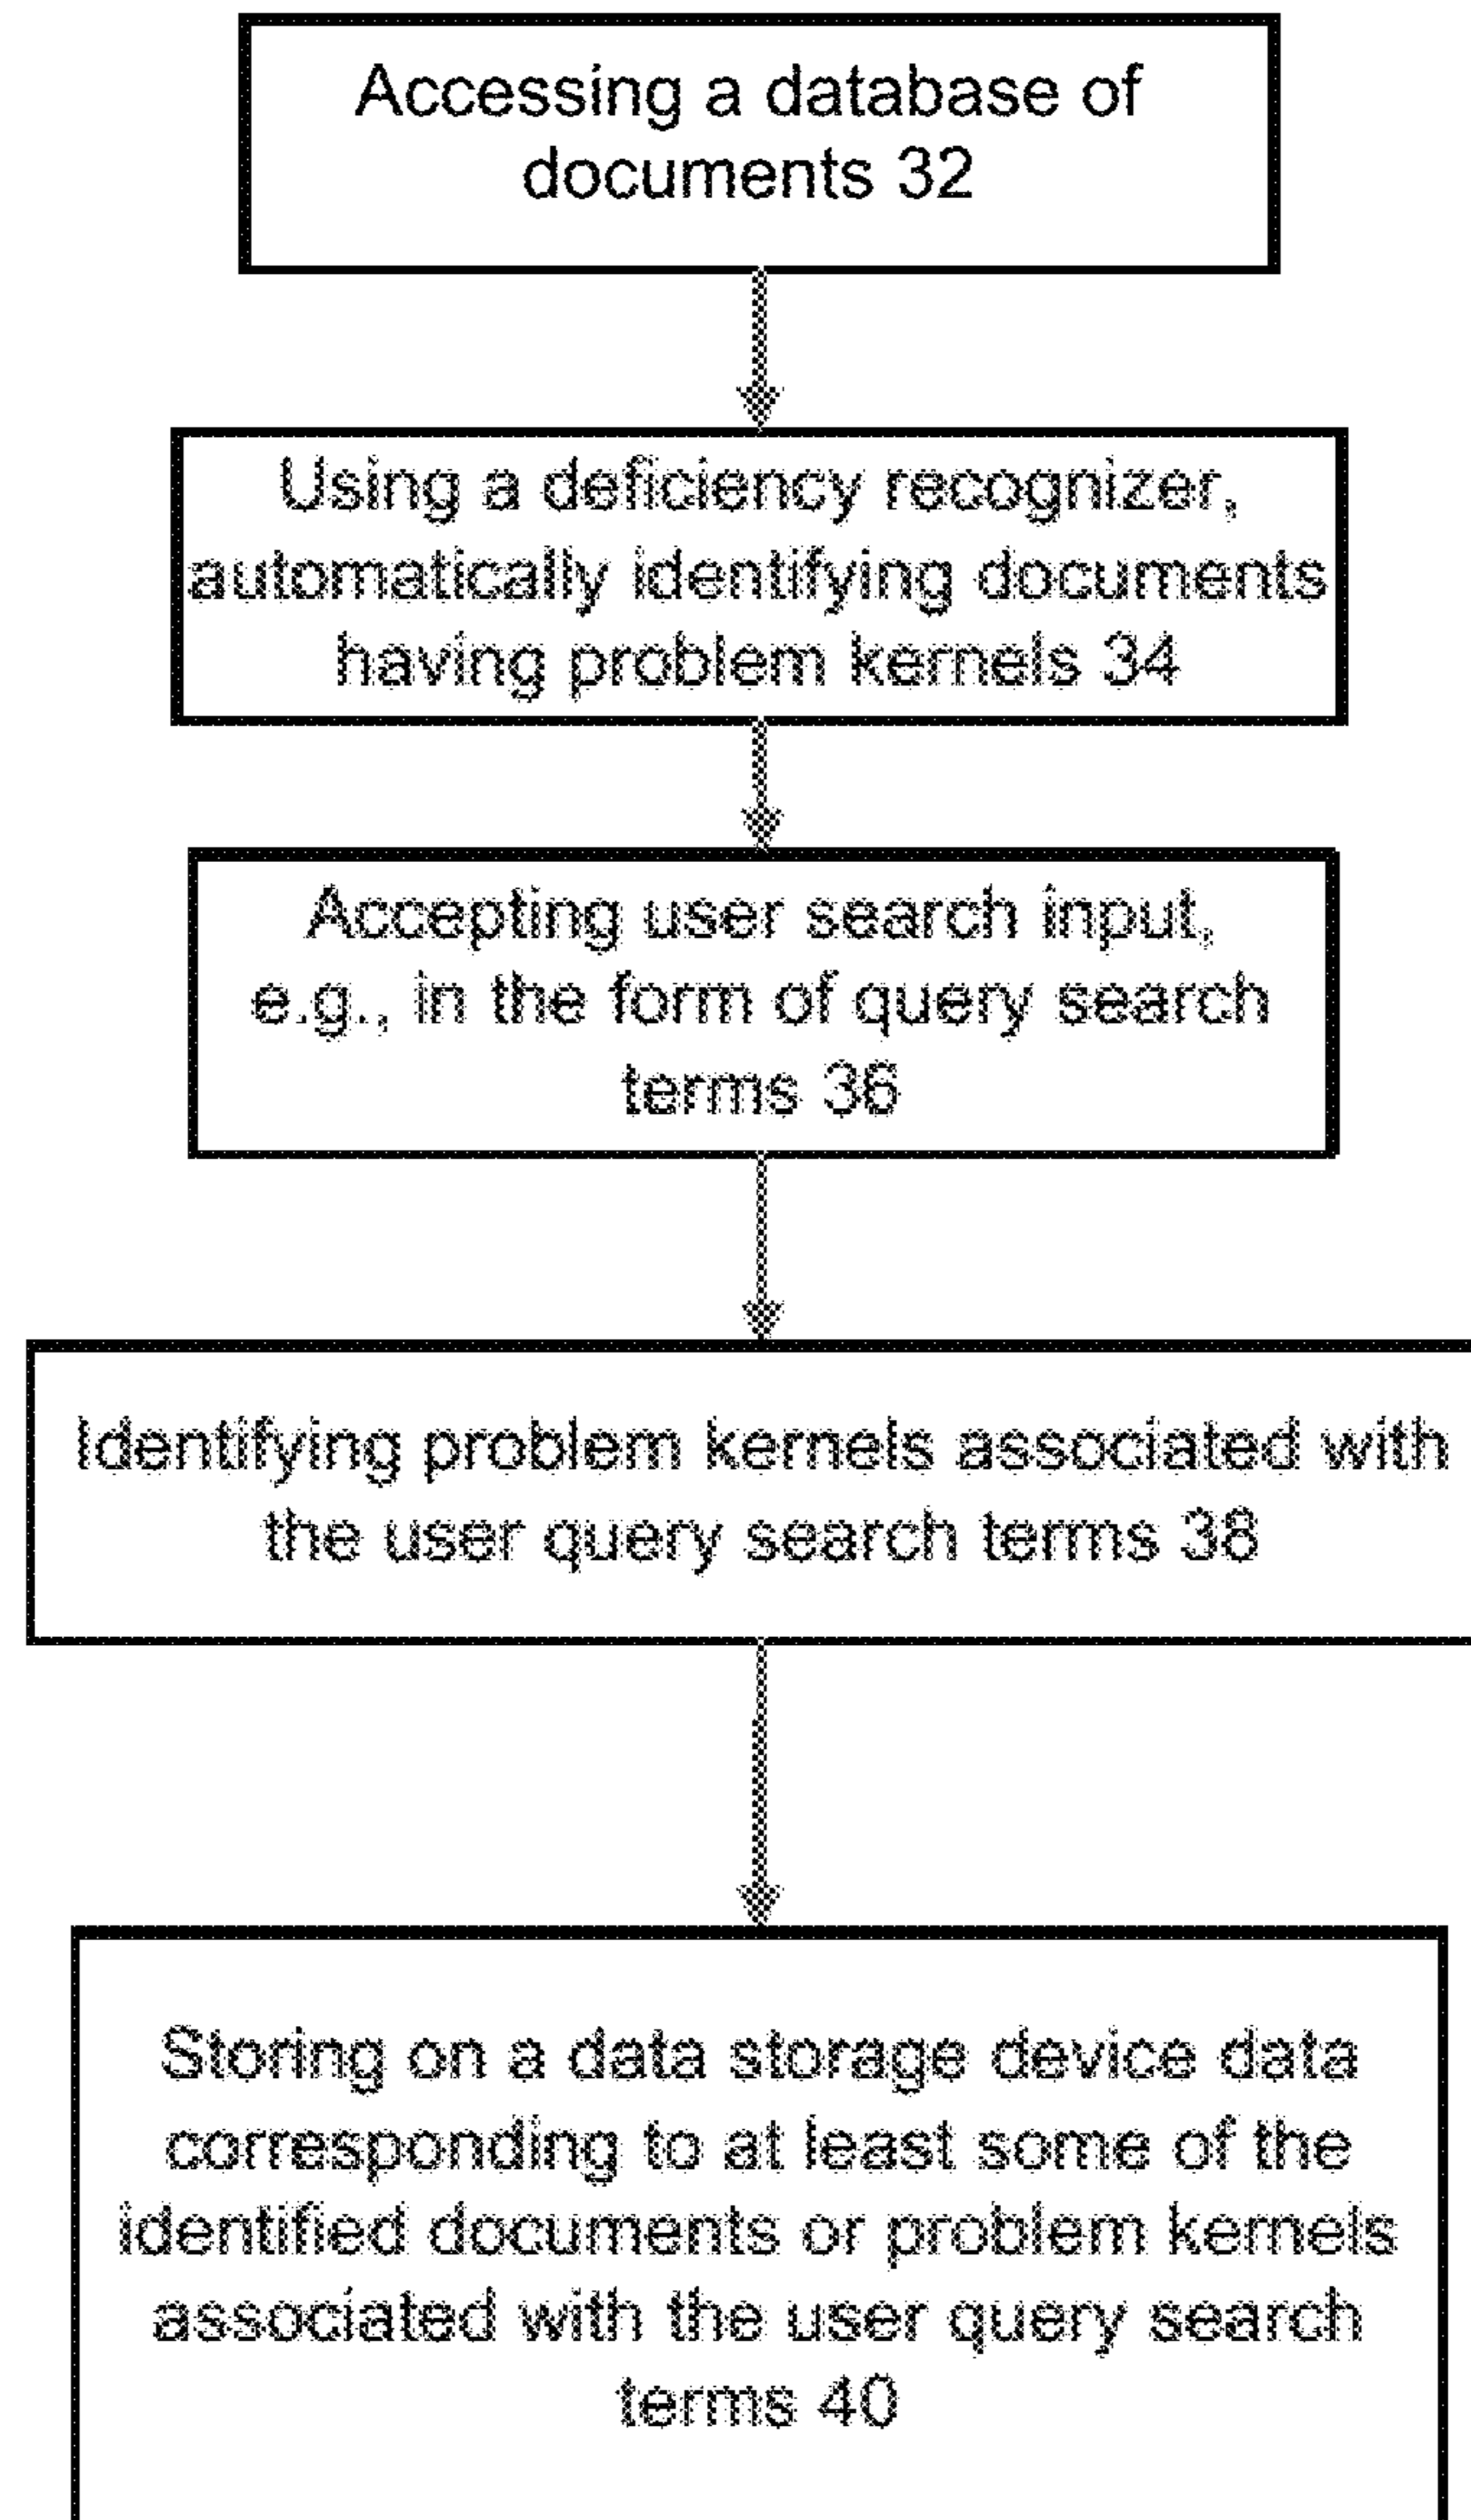 Accessing a database of
documents 32
Using a deficiency recognizer,
automatically identifying documents
having problem kernels 34
Accepting user search input,
e.g., in the form of query search
terms 36
Identifying problem kernels associated with
the user query search terms 38
Storing on a data storage device data
corresponding to at least some of the
identified documents or problem kernels
associated with the user query search
terms 40